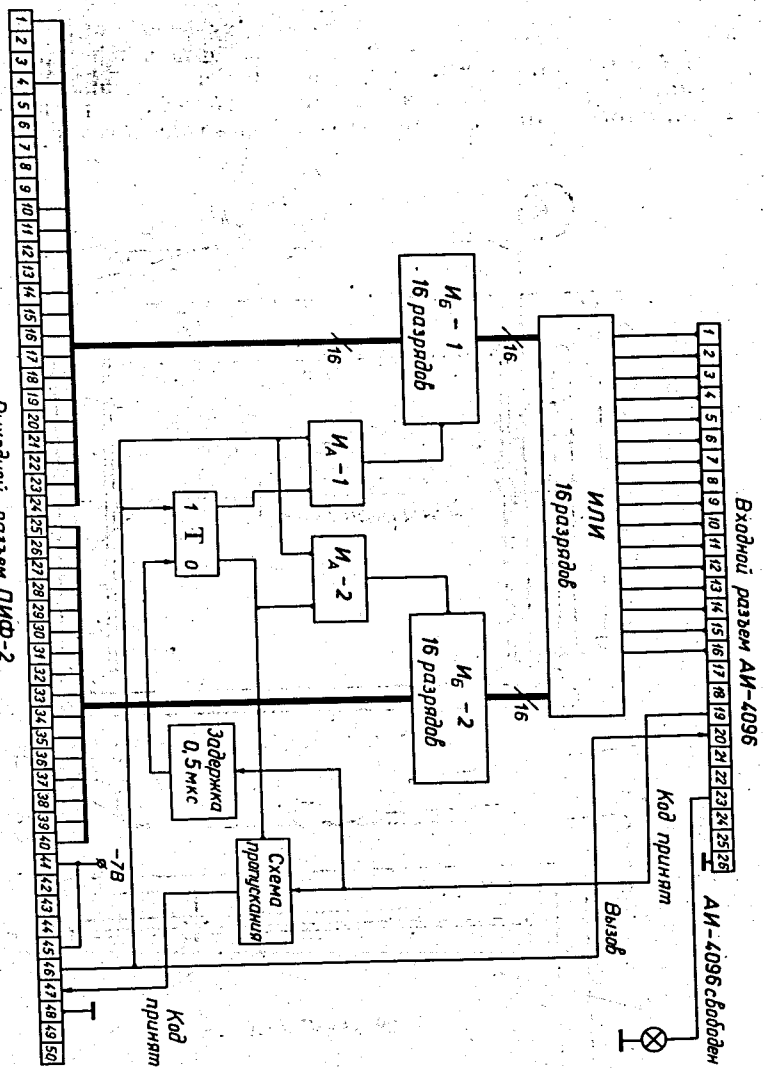 Входной разъем АИ-4096
1 2 3 4 5 6 7 8 9 10 11 12 13 14 15 16 17 18 19 20 21 22 23 24 25 26
АИ-4096 свободен
Код принят
Вызов
ИЛИ
16 разрядов
16
16
И_Б - 1
16 разрядов
И_Б - 2
16 разрядов
16
И_А - 1
И_А - 2
1 Т 0
Задержка
0,5 мкс
Схема
пропускания
-7В
Код
принят
1 2 3 4 5 6 7 8 9 10 11 12 13 14 15 16 17 18 19 20 21 22 23 24 25 26 27 28 29 30 31 32 33 34 35 36 37 38 39 40 41 42 43 44 45 46 47 48 49 50
разъем ПИФ-2